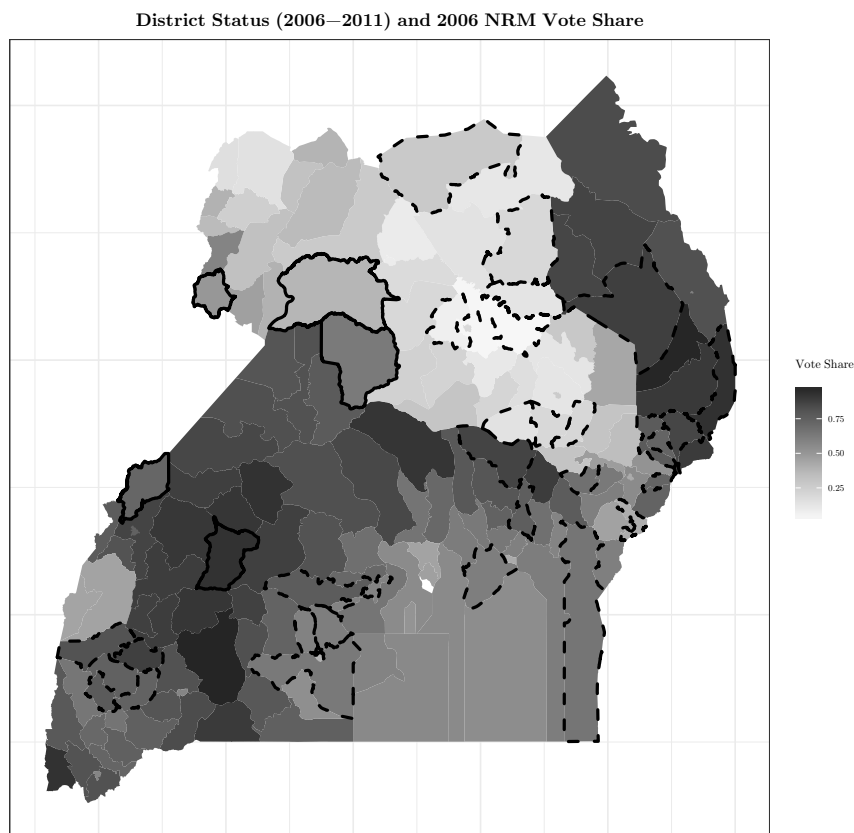 District Status (2006−2011) and 2006 NRM Vote Share
Vote Share
0.75
0.50
0.25